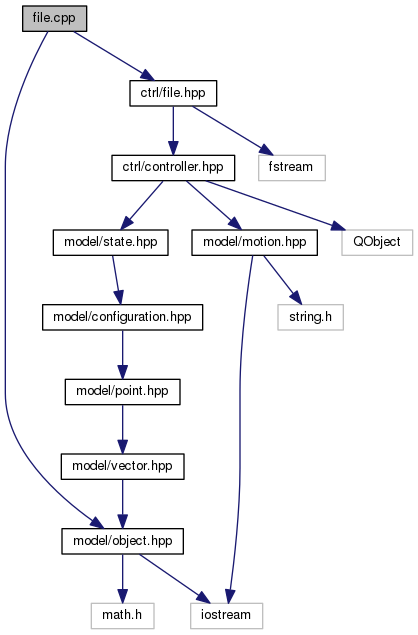 file.cpp
ctrl/file.hpp
ctrl/controller.hpp
fstream
model/state.hpp
model/motion.hpp
QObject
model/configuration.hpp
string.h
model/point.hpp
model/vector.hpp
model/object.hpp
math.h
iostream